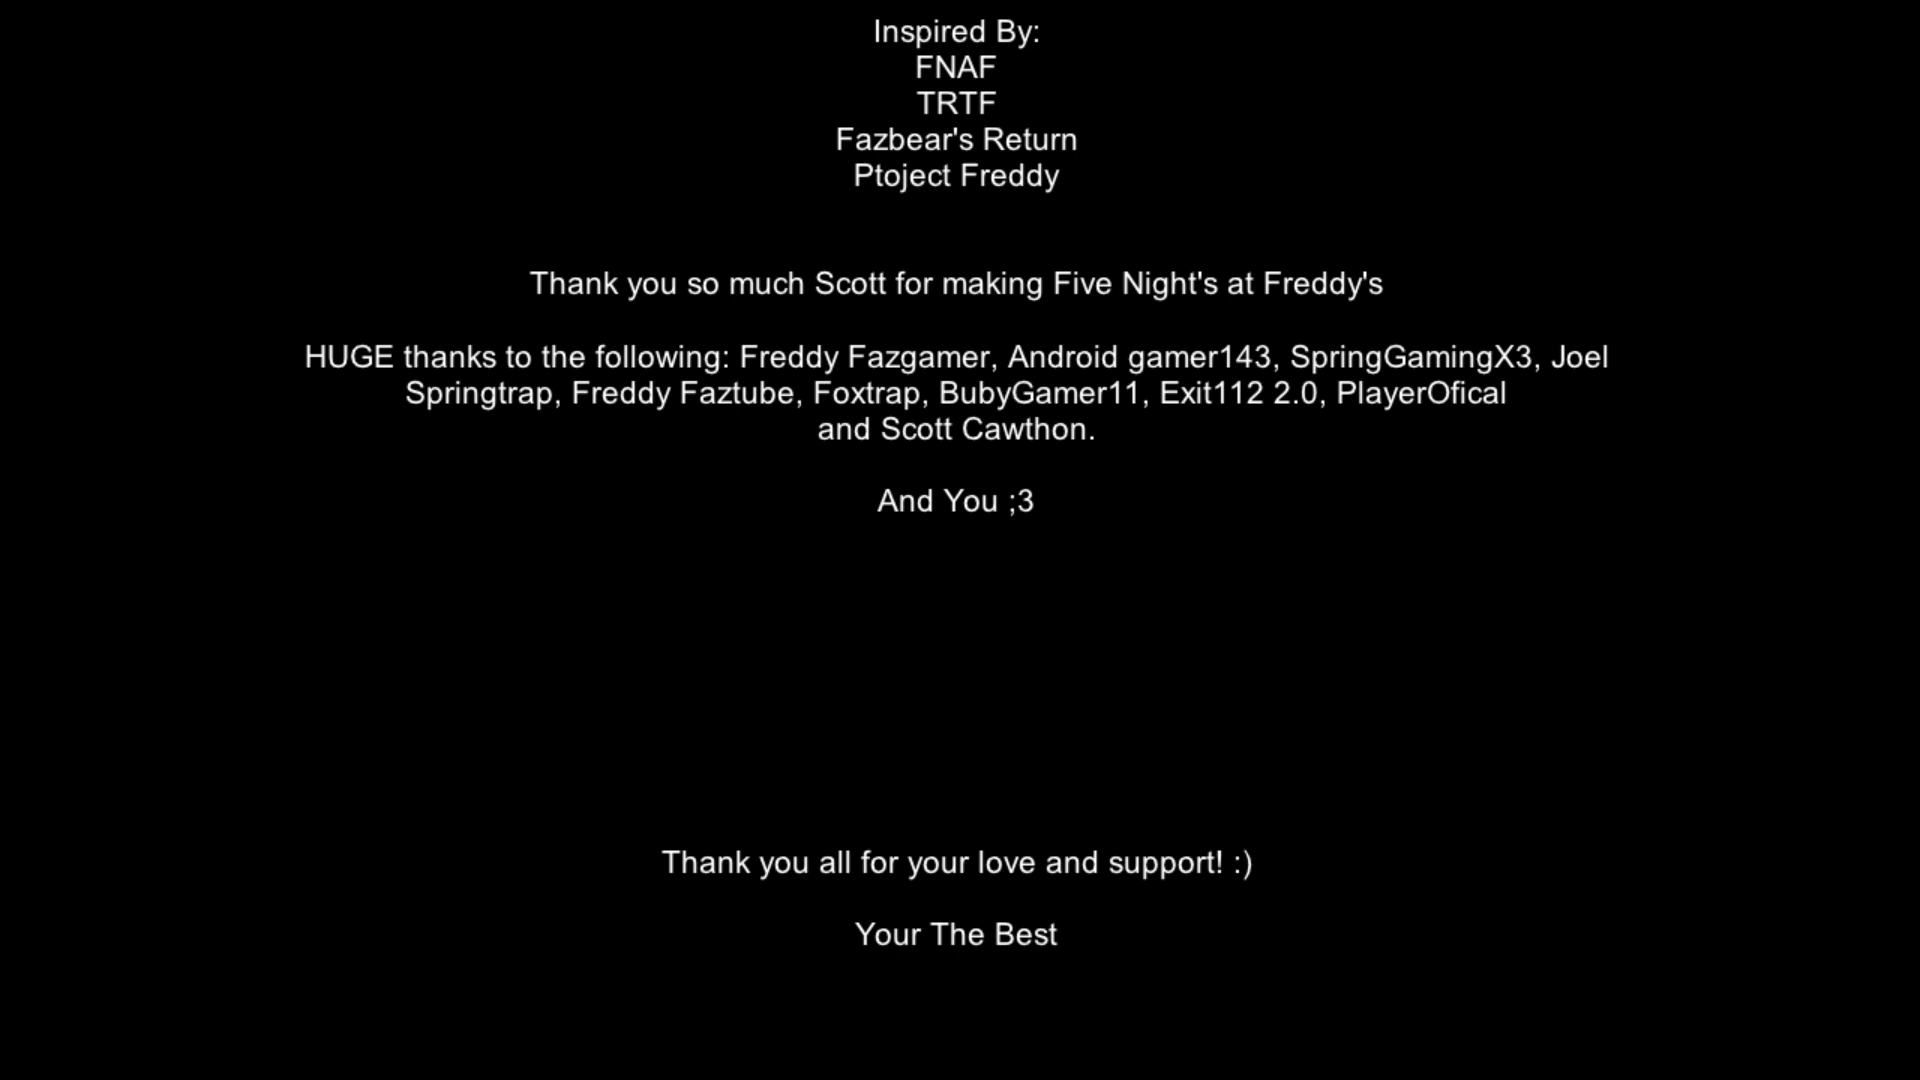 Inspired By:
FNAF
TRTF
Fazbear's Return
Ptoject Freddy
Thank you so much Scott for making Five Night's at Freddy's
HUGE thanks to the following: Freddy Fazgamer, Android gamer143, SpringGamingX3, Joel
Springtrap, Freddy Faztube, Foxtrap, BubyGamer11, Exit112 2.0, PlayerOfical
and Scott Cawthon.
And You ;3
Thank you all for your love and support! :)
Your The Best